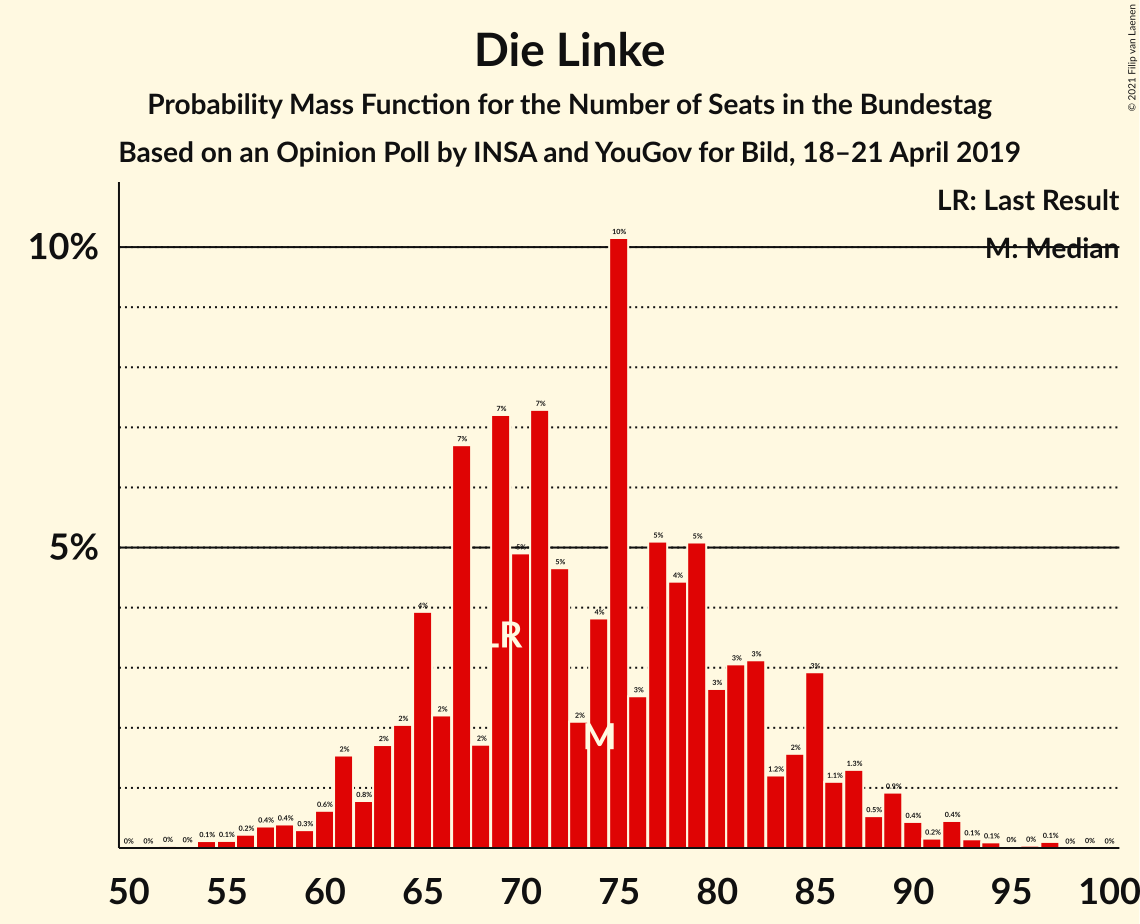 Die Linke
Probability Mass Function for the Number of Seats in the Bundestag
Based on an Opinion Poll by INSA and YouGov for Bild, 18–21 April 2019
© 2021 Filip van Laenen
LR: Last Result
M: Median
10%
5%
0% 0% 0% 0% 0.1% 0.1% 0.2% 0.4% 0.4% 0.3% 0.6% 2% 0.8% 2% 2% 4% 2% 7% 2% 7% 5% 7% 5% 2% 4% 10% 3% 5% 4% 5% 3% 3% 3% 1.2% 2% 3% 1.1% 1.3% 0.5% 0.9% 0.4% 0.2% 0.4% 0.1% 0.1% 0% 0% 0.1% 0% 0% 0%
LR
M
50 55 60 65 70 75 80 85 90 95 100